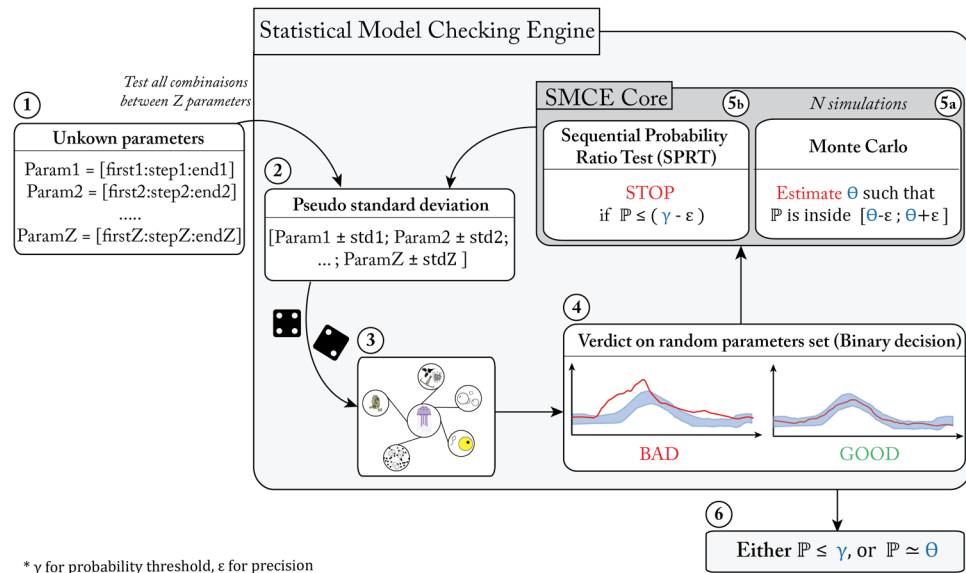 Statistical Model Checking Engine
Test all combinaisons
between Z parameters
1
Unkown parameters
Param1 = [first1:step1:end1]
Param2 = [first2:step2:end2]
.....
ParamZ = [firstZ:stepZ:endZ]
2
Pseudo standard deviation
[Param1 ± std1; Param2 ± std2;
... ; ParamZ ± stdZ ]
SMCE Core
5b
N simulations
5a
Sequential Probability
Ratio Test (SPRT)
STOP
if ℙ ≤ ( γ - ε )
Monte Carlo
Estimate Θ such that
ℙ is inside [Θ-ε ; Θ+ε ]
3
4
Verdict on random parameters set (Binary decision)
BAD
GOOD
6
Either ℙ ≤ γ, or ℙ ≃ Θ
* γ for probability threshold, ε for precision